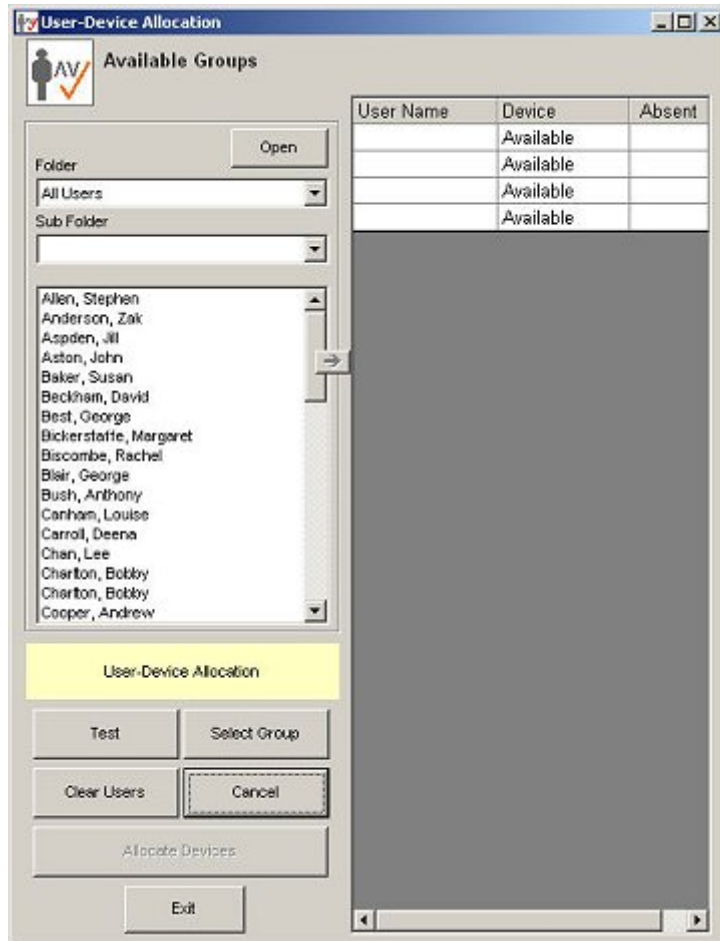 User-Device Allocation
AV
Available Groups
Open
Folder
All Users
Sub Folder
Allen, Stephen
Anderson, Zak
Aspden, Jill
Aston, John
Baker, Susan
Beckham, David
Best, George
Bickerstaffe, Margaret
Biscombe, Rachel
Blair, George
Bush, Anthony
Canham, Louise
Carroll, Deena
Chan, Lee
Charlton, Bobby
Charlton, Bobby
Cooper, Andrew
User Name Device Absent
Available
Available
Available
Available
User-Device Allocation
Test Select Group
Clear Users Cancel
Allocate Devices
Exit